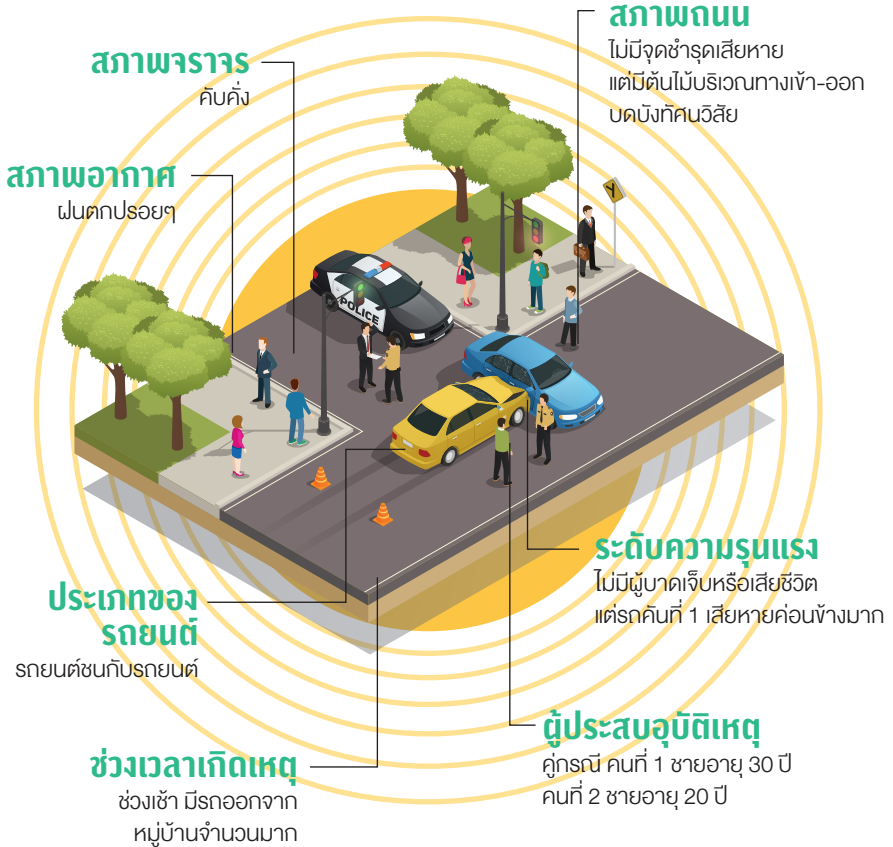 สภาพถนน
ไม่มีจุดชำรุดเสียหาย
แต่มีต้นไม้บริเวณทางเข้า-ออก
บดบังทัศนวิสัย
สภาพจราจร
คับคั่ง
สภาพอากาศ
ฝนตกปรอยๆ
POLICE
ระดับความรุนแรง
ไม่มีผู้บาดเจ็บหรือเสียชีวิต
แต่รถคันที่ 1 เสียหายค่อนข้างมาก
ประเภทของ
รถยนต์
รถยนต์ชนกับรถยนต์
ผู้ประสบอุบัติเหตุ
คู่กรณี คนที่ 1 ชายอายุ 30 ปี
คนที่ 2 ชายอายุ 20 ปี
ช่วงเวลาเกิดเหตุ
ช่วงเช้า มีรถออกจาก
หมู่บ้านจำนวนมาก